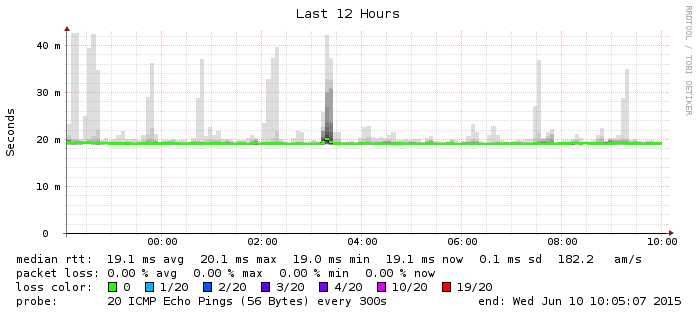 Last 12 Hours
RRDTOOL / TOBI OETIKER
Seconds
40 m
30 m
20 m
10 m
0
00:00 02:00 04:00 06:00 08:00 10:00
median rtt: 19.1 ms avg 20.1 ms max 19.0 ms min 19.1 ms now 0.1 ms sd 182.2 am/s
packet loss: 0.00 % avg 0.00 % max 0.00 % min 0.00 % now
loss color: 0 1/20 2/20 3/20 4/20 10/20 19/20
probe: 20 ICMP Echo Pings (56 Bytes) every 300s end: Wed Jun 10 10:05:07 2015